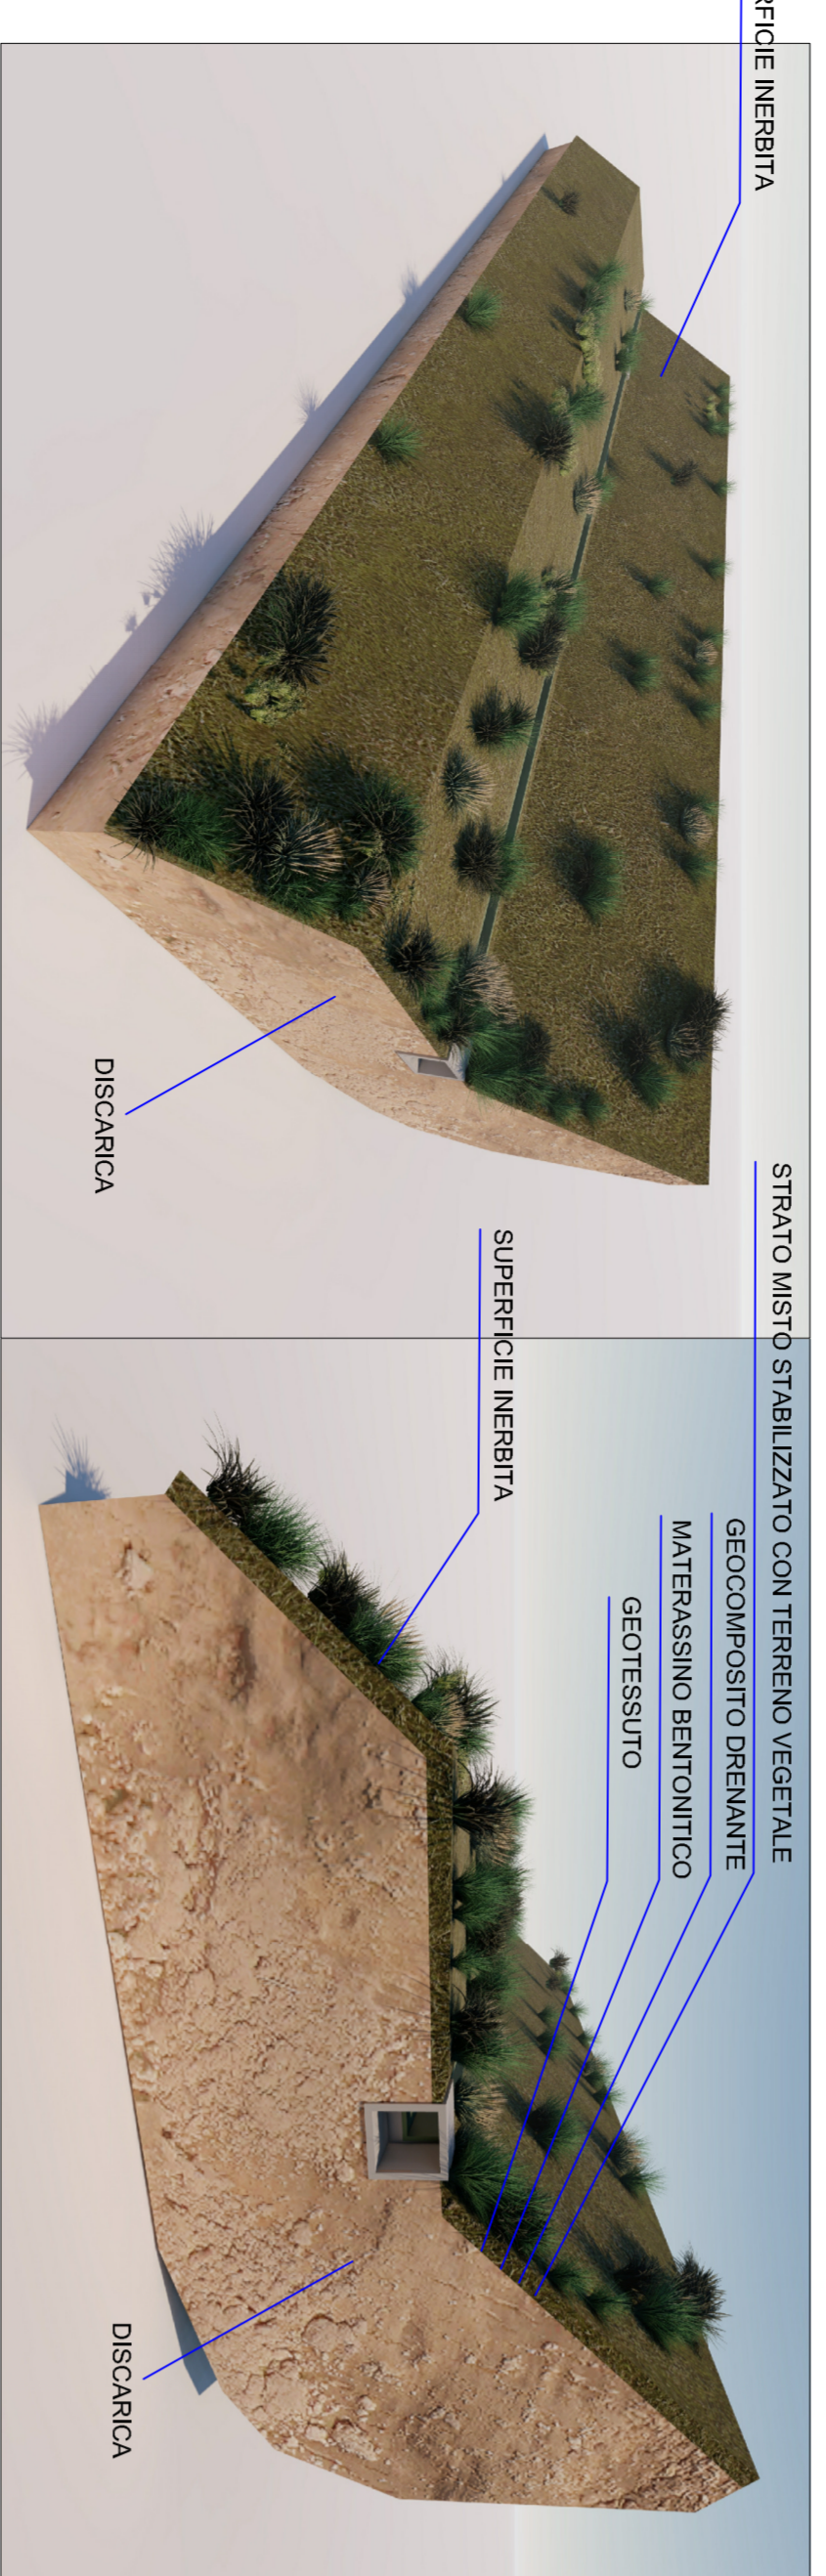 RFICIE INERBITA
DISCARICA
STRATO MISTO STABILIZZATO CON TERRENO VEGETALE
GEOCOMPOSITO DRENANTE
MATERASSINO BENTONITICO
GEOTESSUTO
SUPERFICIE INERBITA
DISCARICA